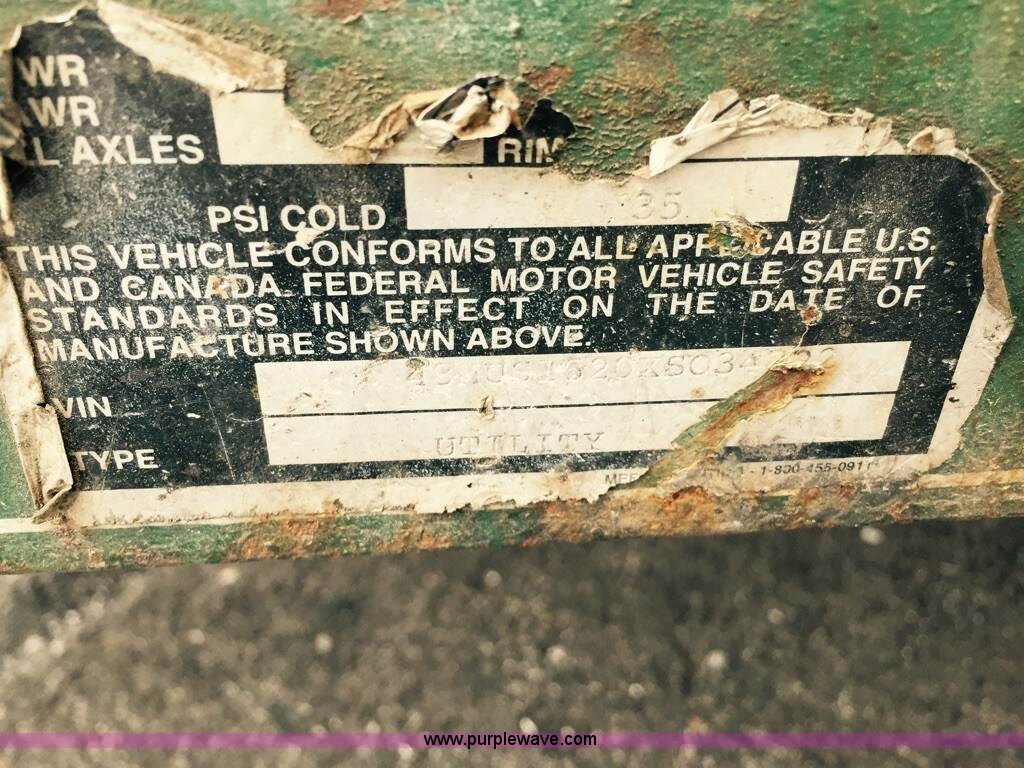 WR
WR
LL AXLES RIM
PSI COLD 35
THIS VEHICLE CONFORMS TO ALL APPLICABLE U.S.
AND CANADA FEDERAL MOTOR VEHICLE SAFETY
STANDARDS IN EFFECT ON THE DATE OF
MANUFACTURE SHOWN ABOVE.
VIN
TYPE UTILITY
1-800-455-0911
www.purplewave.com